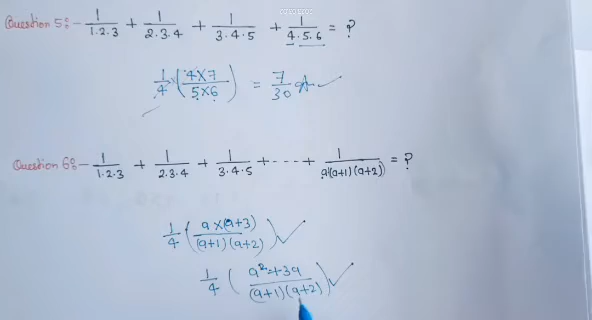 Question 5:- 1/1.2.3 + 1/2.3.4 + 1/3.4.5 + 1/4.5.6 = ?
1/4 × (4×7/5×6) = 7/30 A
Question 6:- 1/1.2.3 + 1/2.3.4 + 1/3.4.5 + ---- + 1/a(a+1)(a+2) = ?
1/4 (a×(a+3)/(a+1)(a+2))
1/4 (a²+3a/(a+1)(a+2))